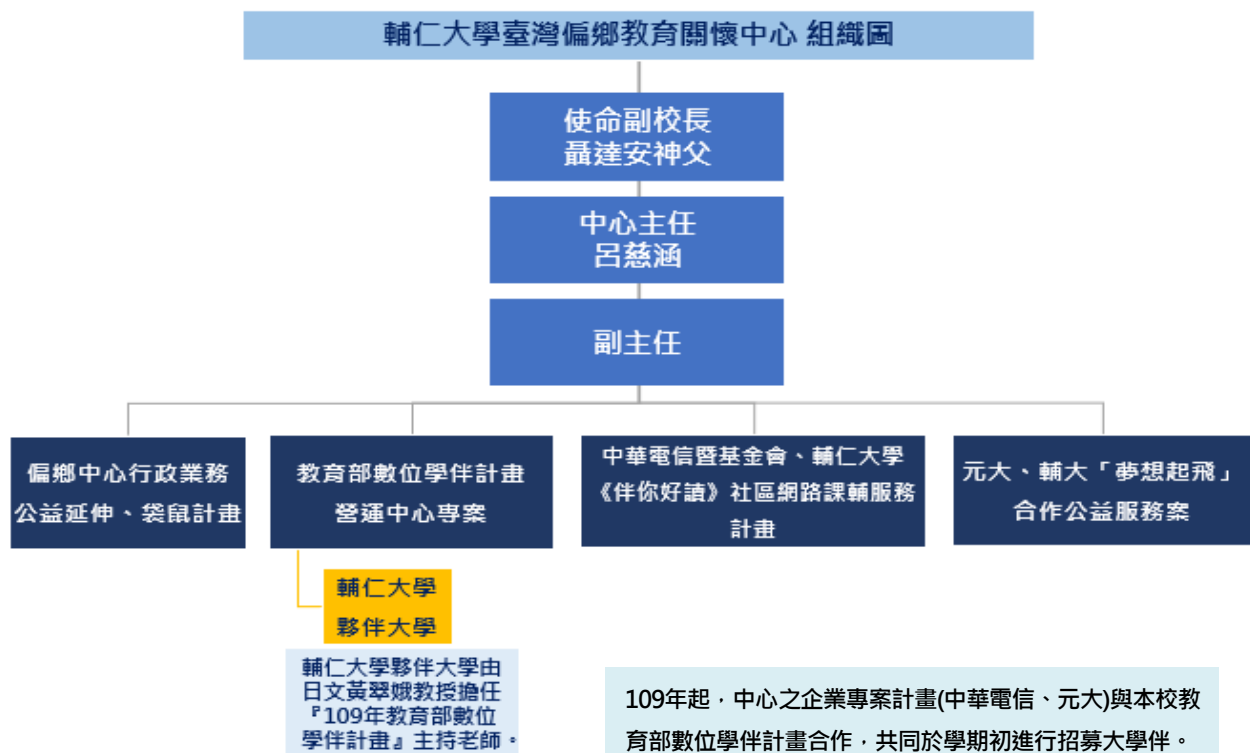 輔仁大學臺灣偏鄉教育關懷中心 組織圖
使命副校長
聶達安神父
中心主任
呂慈涵
副主任
偏鄉中心行政業務
公益延伸、袋鼠計畫
教育部數位學伴計畫
營運中心專案
中華電信暨基金會、輔仁大學
《伴你好讀》社區網路課輔服務
計畫
元大、輔大「夢想起飛」
合作公益服務案
輔仁大學
夥伴大學
輔仁大學夥伴大學由
日文黃翠娥教授擔任
『109年教育部數位
學伴計畫』主持老師。
109年起，中心之企業專案計畫(中華電信、元大)與本校教
育部數位學伴計畫合作，共同於學期初進行招募大學伴。